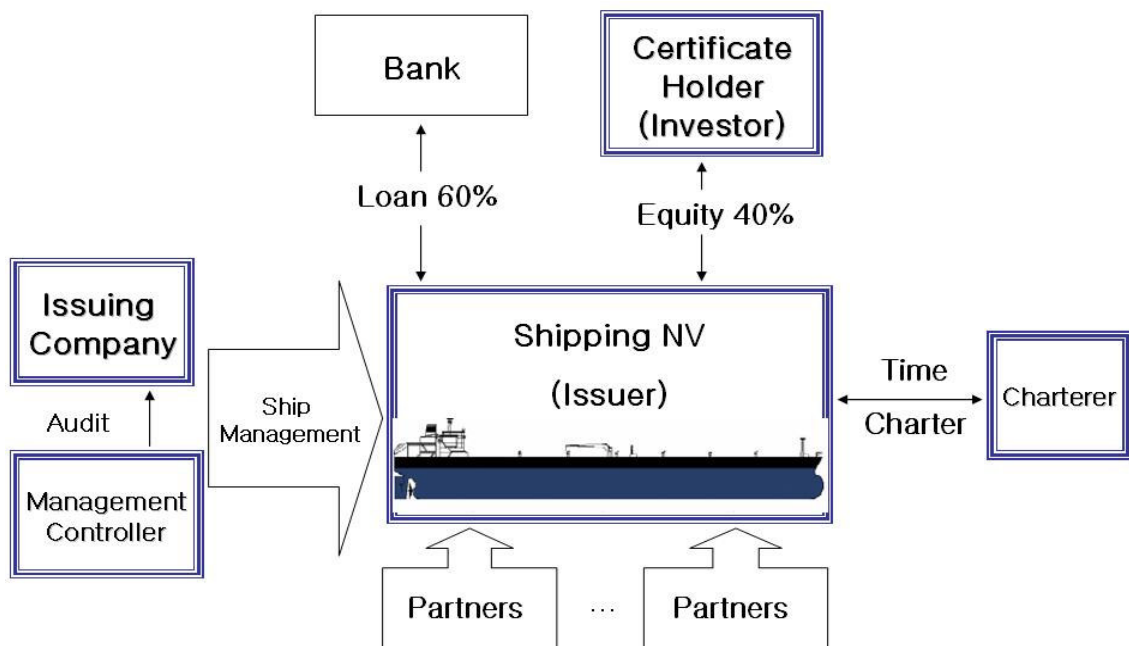 Bank
Certificate
Holder
(Investor)
Loan 60%
Equity 40%
Issuing
Company
Audit
Management
Controller
Ship
Management
Shipping NV
(Issuer)
Time
Charter
Charterer
Partners
...
Partners